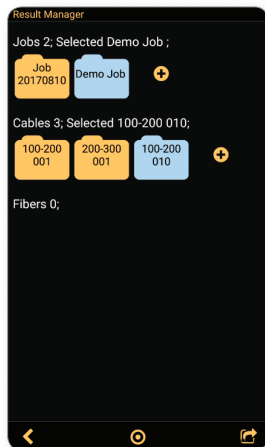 Result Manager
Jobs 2; Selected Demo Job ;
Job
20170810
Demo Job
Cables 3; Selected 100-200 010;
100-200
001
200-300
001
100-200
010
Fibers 0;